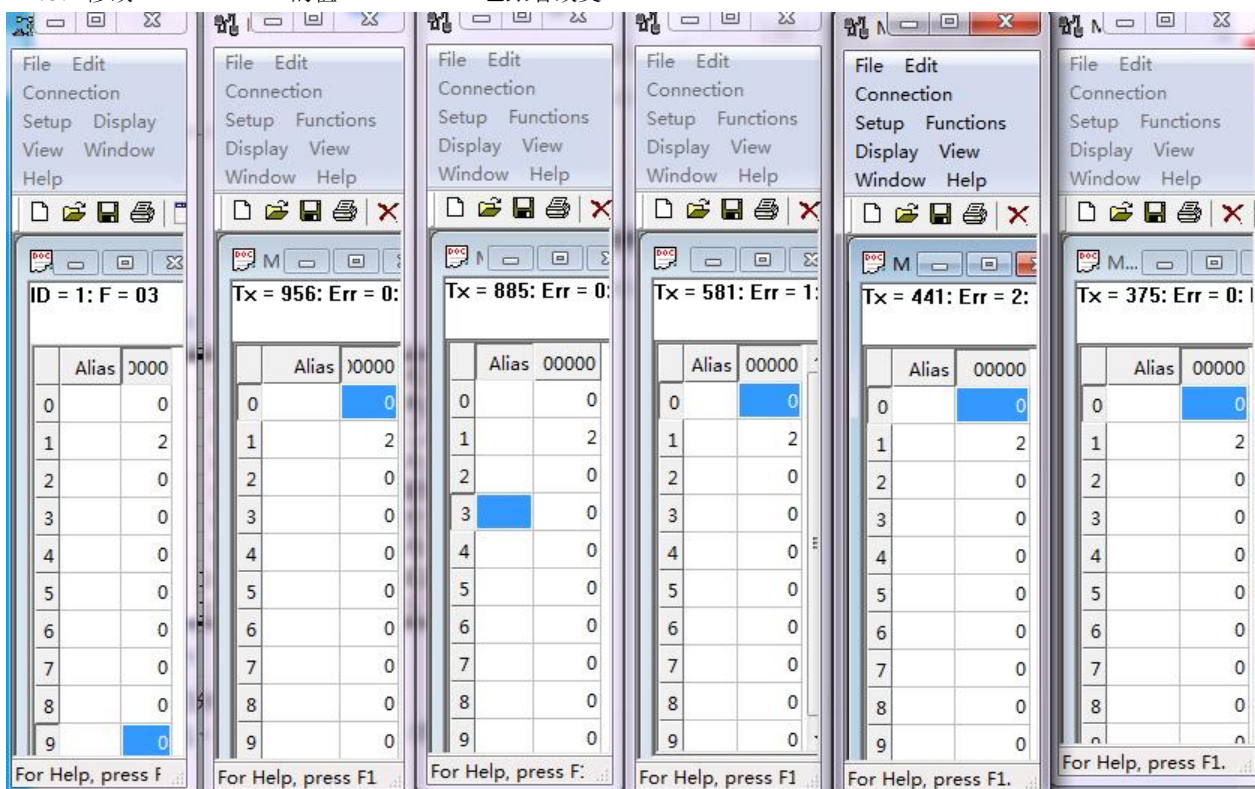 File Edit
Connection
Setup Display
View Window
Help
ID = 1: F = 03
Alias 0000
0 0
1 2
2 0
3 0
4 0
5 0
6 0
7 0
8 0
9 0
For Help, press F
File Edit
Connection
Setup Functions
Display View
Window Help
M
Tx = 956: Err = 0:
Alias 0000
0 0
1 2
2 0
3 0
4 0
5 0
6 0
7 0
8 0
9 0
For Help, press F1
File Edit
Connection
Setup Functions
Display View
Window Help
Tx = 885: Err = 0:
Alias 00000
0 0
1 2
2 0
3 0
4 0
5 0
6 0
7 0
8 0
9 0
For Help, press F
File Edit
Connection
Setup Functions
Display View
Window Help
Tx = 581: Err = 1:
Alias 00000
0 0
1 2
2 0
3 0
4 0
5 0
6 0
7 0
8 0
9 0
For Help, press F1
File Edit
Connection
Setup Functions
Display View
Window Help
M
Tx = 441: Err = 2:
Alias 00000
0 0
1 2
2 0
3 0
4 0
5 0
6 0
7 0
8 0
9 0
For Help, press F1.
File Edit
Connection
Setup Functions
Display View
Window Help
M...
Tx = 375: Err = 0:
Alias 00000
0 0
1 2
2 0
3 0
4 0
5 0
6 0
7 0
8 0
For Help, press F1.